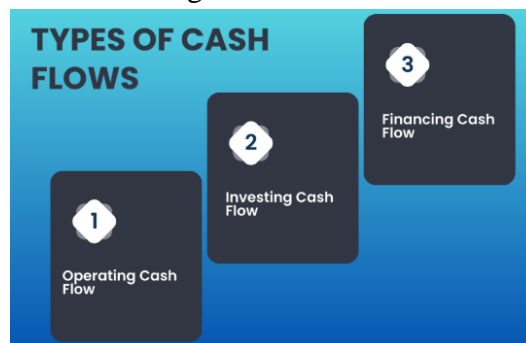 TYPES OF CASH
FLOWS
1
Operating Cash
Flow
2
Investing Cash
Flow
3
Financing Cash
Flow